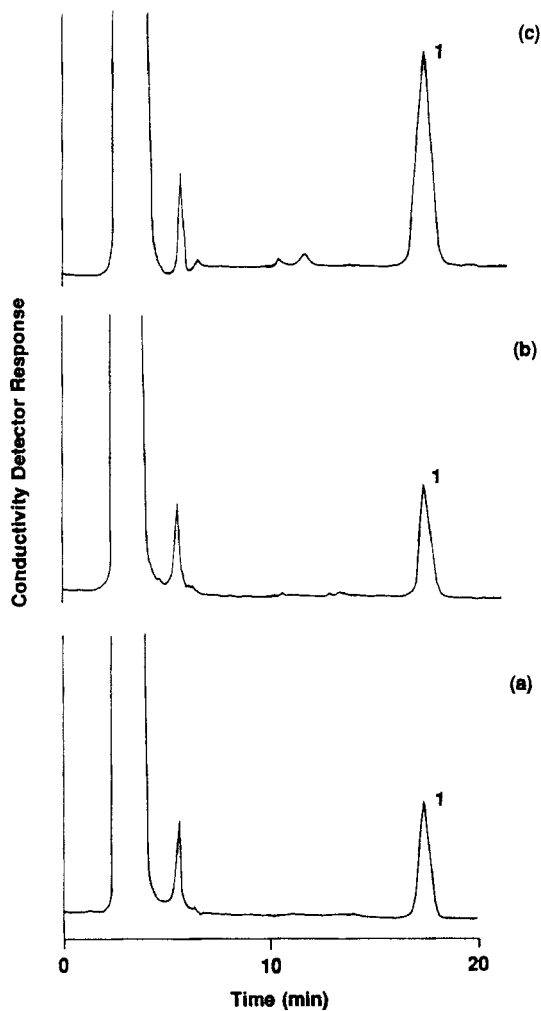 (c)
1
(b)
1
(a)
1
Conductivity Detector Response
0 10 20
Time (min)